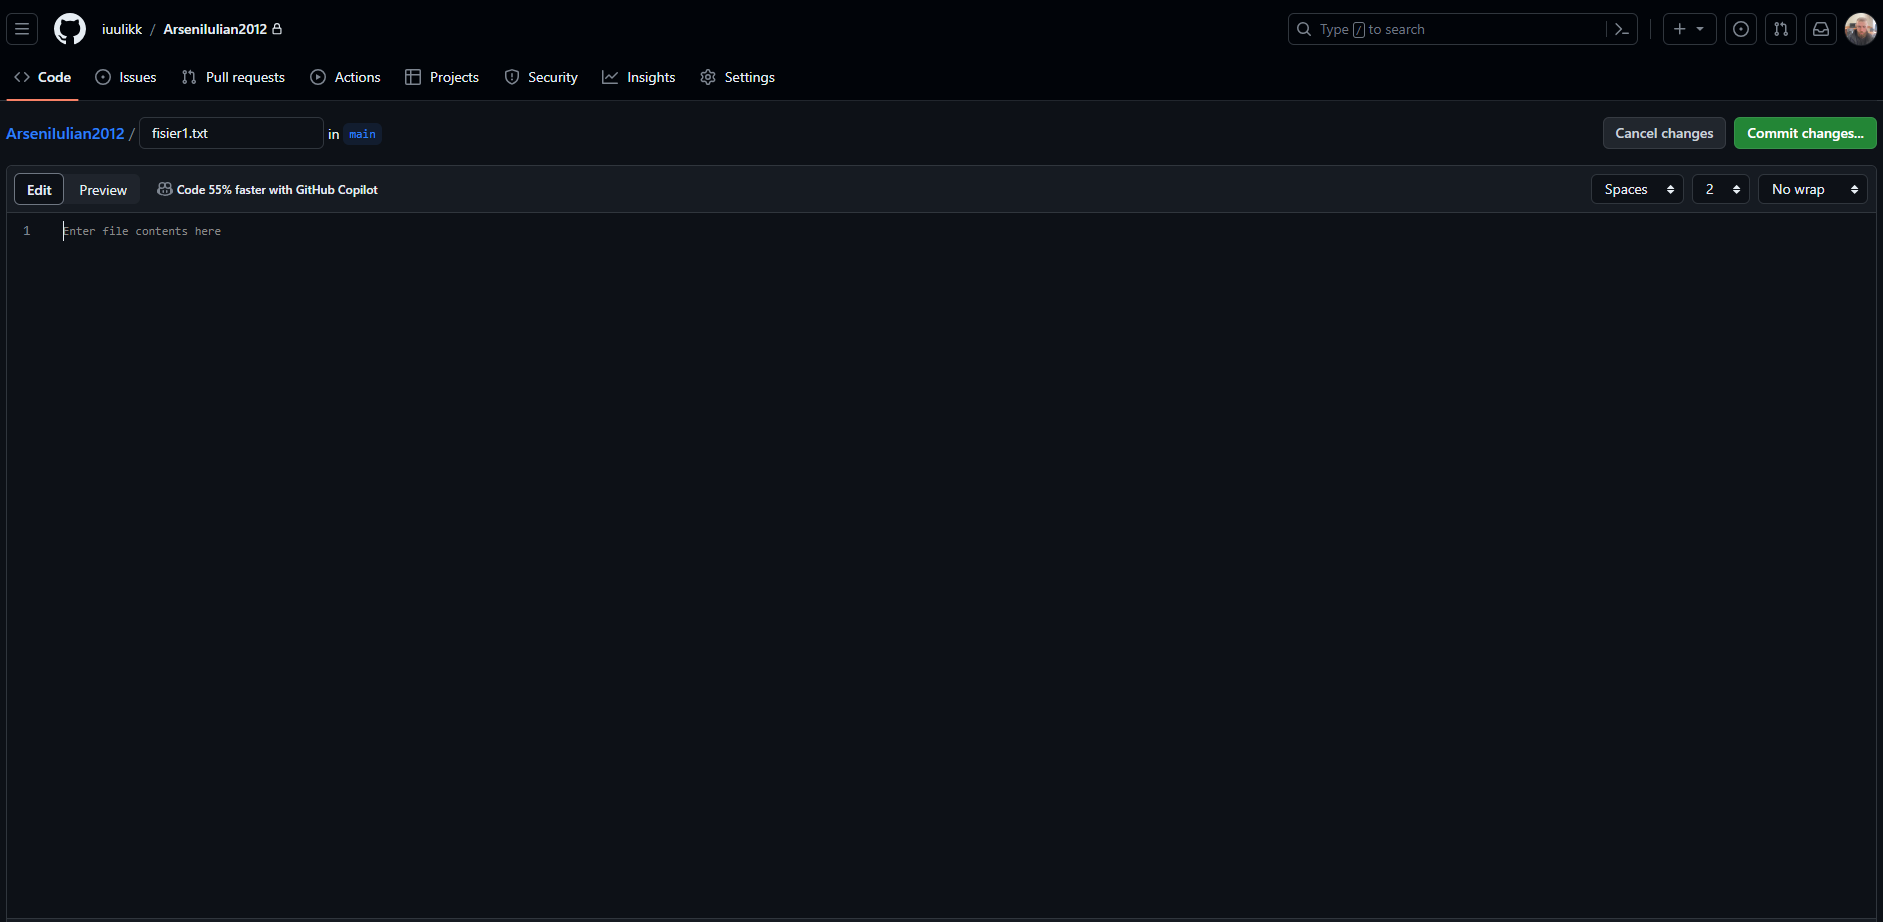 iuulikk / ArseniIulian2012
Type / to search
Code Issues Pull requests Actions Projects Security Insights Settings
ArseniIulian2012 / fisier1.txt in main
Cancel changes Commit changes...
Edit Preview Code 55% faster with GitHub Copilot
Spaces 2 No wrap
1 Enter file contents here